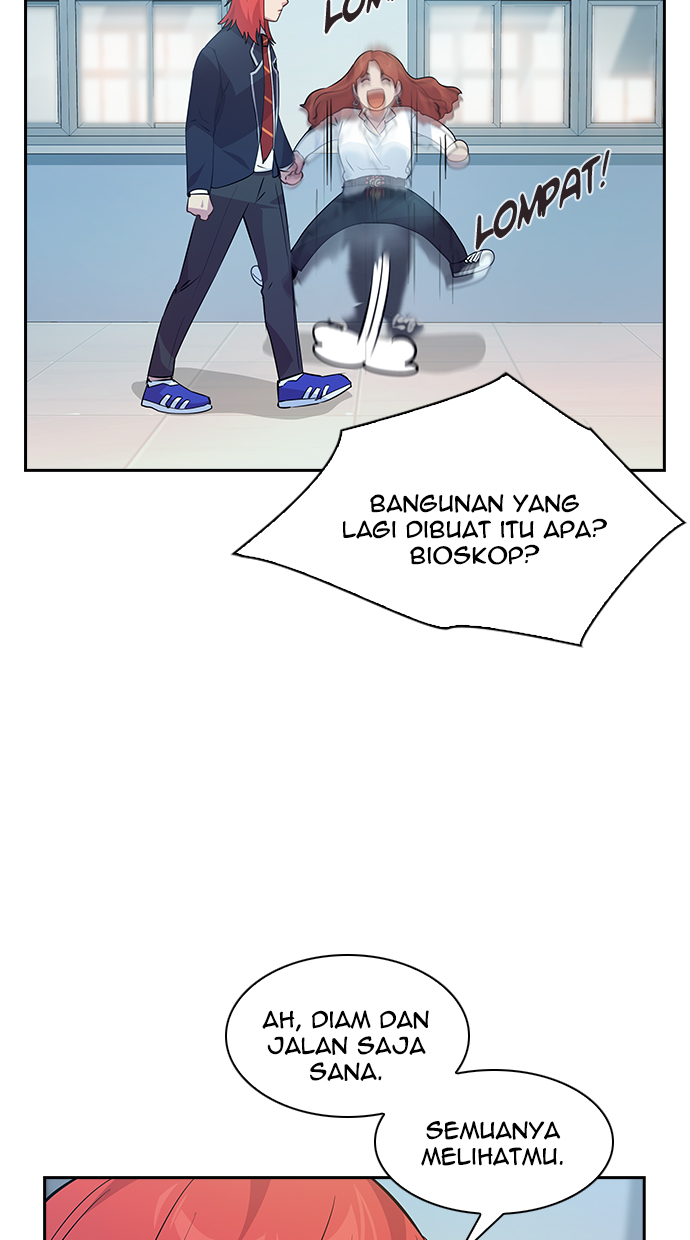 LOMPAT!
BANGUNAN YANG
LAGI DIBUAT ITU APA?
BIOSKOP?
AH, DIAM DAN
JALAN SAJA
SANA.
SEMUANYA
MELIHATMU.